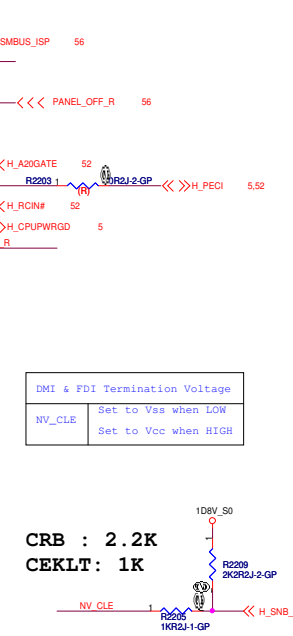 SMBUS_ISP 56
PANEL_OFF_R 56
H_A20GATE 52
R2203 1 0R2J-2-GP H_PECI 5,52
(R)
H_RCIN# 52
H_CPUPWRGD 5
R
DMI & FDI Termination Voltage
NV_CLE Set to Vss when LOW
Set to Vcc when HIGH
1D8V_S0
CRB : 2.2K
CEKLT: 1K
1
R2209
2K2R2J-2-GP
NV_CLE 1 H_SNB_
R2205
1KR2J-1-GP